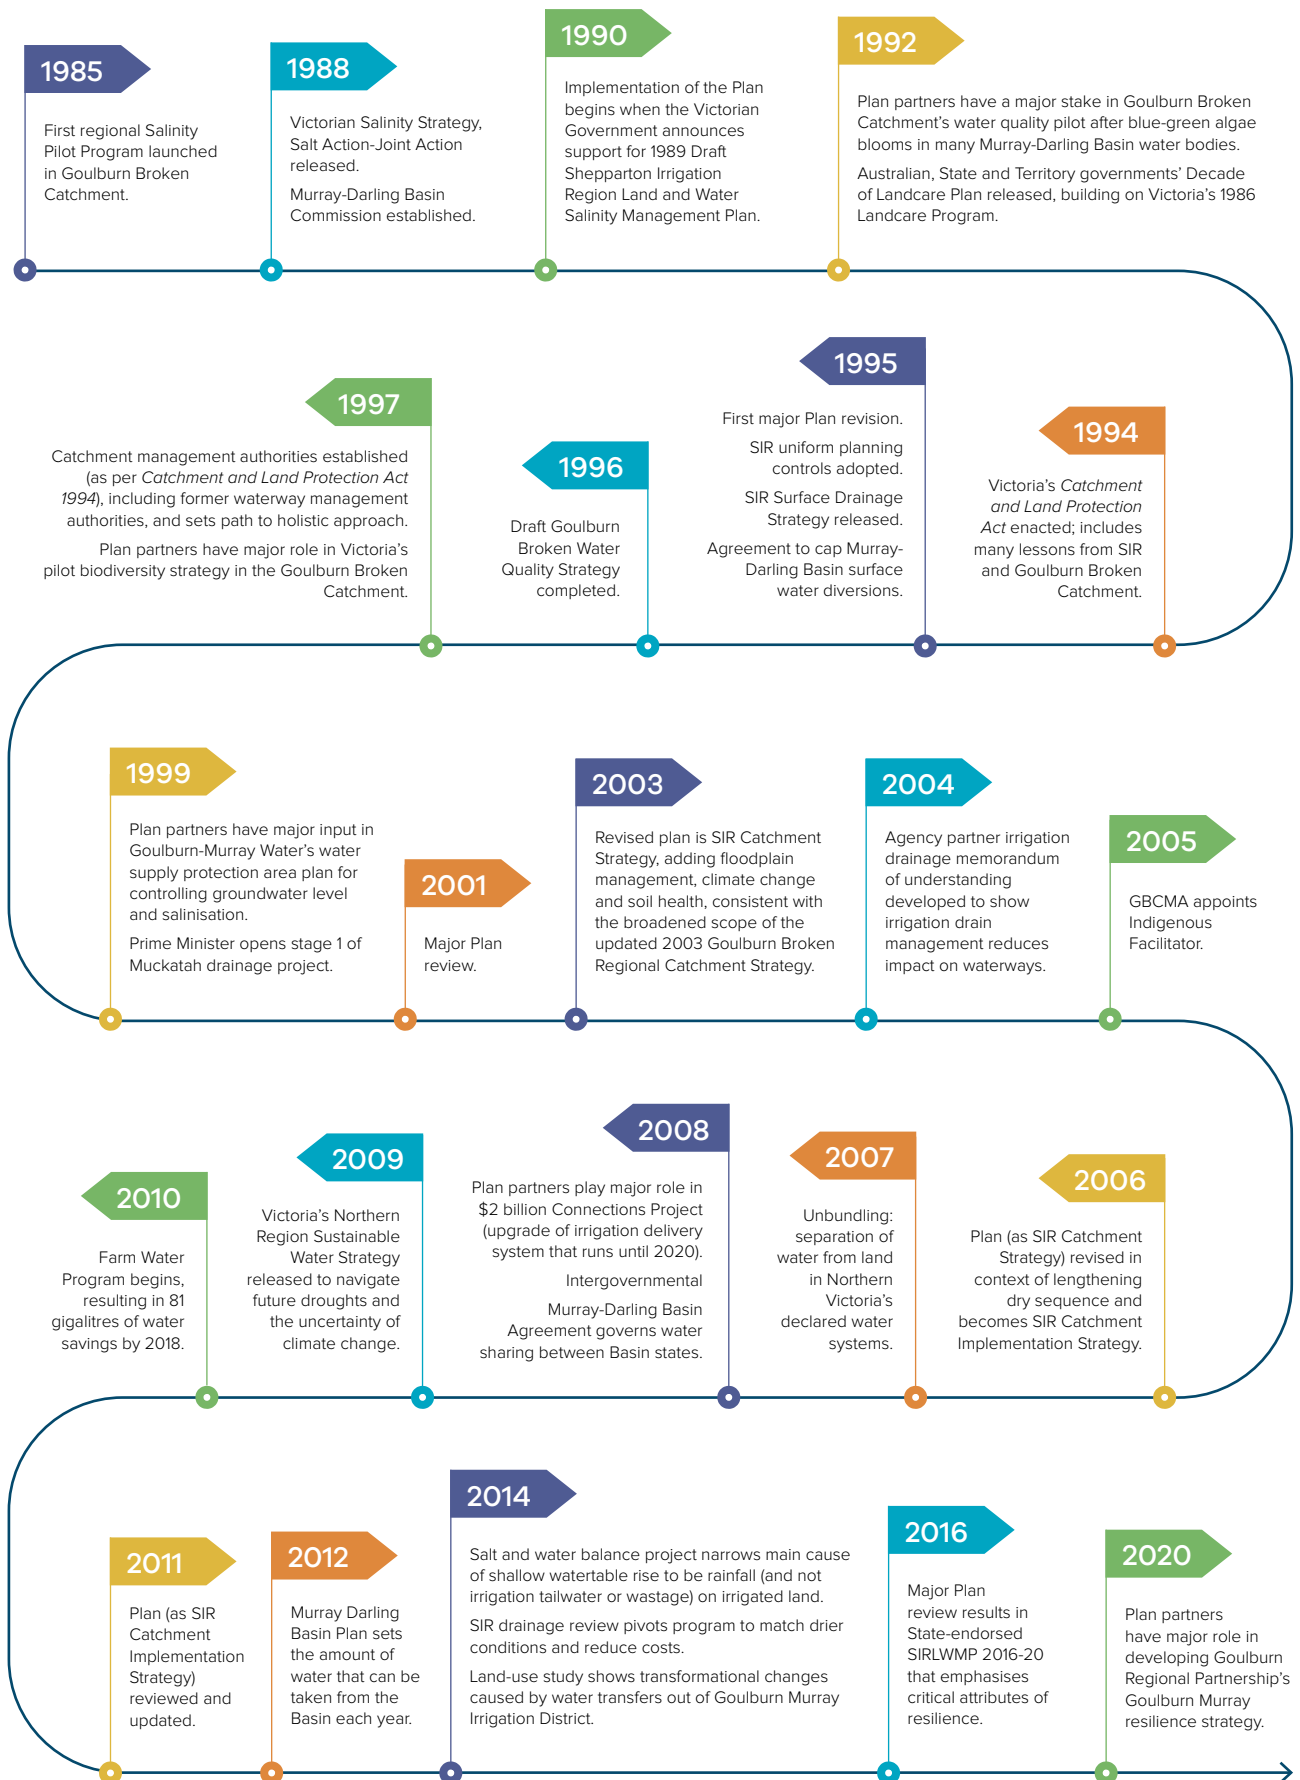 1985
First regional Salinity
Pilot Program launched
in Goulburn Broken
Catchment.
1988
Victorian Salinity Strategy,
Salt Action-Joint Action
released.
Murray-Darling Basin
Commission established.
1990
Implementation of the Plan
begins when the Victorian
Government announces
support for 1989 Draft
Shepparton Irrigation
Region Land and Water
Salinity Management Plan.
1992
Plan partners have a major stake in Goulburn Broken
Catchment's water quality pilot after blue-green algae
blooms in many Murray-Darling Basin water bodies.
Australian, State and Territory governments' Decade
of Landcare Plan released, building on Victoria's 1986
Landcare Program.
1994
Victoria's Catchment
and Land Protection
Act enacted; includes
many lessons from SIR
and Goulburn Broken
Catchment.
1995
First major Plan revision.
SIR uniform planning
controls adopted.
SIR Surface Drainage
Strategy released.
Agreement to cap Murray-
Darling Basin surface
water diversions.
1996
Draft Goulburn
Broken Water
Quality Strategy
completed.
1997
Catchment management authorities established
(as per Catchment and Land Protection Act
1994), including former waterway management
authorities, and sets path to holistic approach.
Plan partners have major role in Victoria's
pilot biodiversity strategy in the Goulburn Broken
Catchment.
1999
Plan partners have major input in
Goulburn-Murray Water's water
supply protection area plan for
controlling groundwater level
and salinisation.
Prime Minister opens stage 1 of
Muckatah drainage project.
2001
Major Plan
review.
2003
Revised plan is SIR Catchment
Strategy, adding floodplain
management, climate change
and soil health, consistent with
the broadened scope of the
updated 2003 Goulburn Broken
Regional Catchment Strategy.
2004
Agency partner irrigation
drainage memorandum
of understanding
developed to show
irrigation drain
management reduces
impact on waterways.
2005
GBCMA appoints
Indigenous
Facilitator.
2006
Plan (as SIR Catchment
Strategy) revised in
context of lengthening
dry sequence and
becomes SIR Catchment
Implementation Strategy.
2007
Unbundling:
separation of
water from land
in Northern
Victoria's
declared water
systems.
2008
Plan partners play major role in
$2 billion Connections Project
(upgrade of irrigation delivery
system that runs until 2020).
Intergovernmental
Murray-Darling Basin
Agreement governs water
sharing between Basin states.
2009
Victoria's Northern
Region Sustainable
Water Strategy
released to navigate
future droughts and
the uncertainty of
climate change.
2010
Farm Water
Program begins,
resulting in 81
gigalitres of water
savings by 2018.
2011
Plan (as SIR
Catchment
Implementation
Strategy)
reviewed and
updated.
2012
Murray Darling
Basin Plan sets
the amount of
water that can be
taken from the
Basin each year.
2014
Salt and water balance project narrows main cause
of shallow watertable rise to be rainfall (and not
irrigation tailwater or wastage) on irrigated land.
SIR drainage review pivots program to match drier
conditions and reduce costs.
Land-use study shows transformational changes
caused by water transfers out of Goulburn Murray
Irrigation District.
2016
Major Plan
review results in
State-endorsed
SIRLWMP 2016-20
that emphasises
critical attributes of
resilience.
2020
Plan partners
have major role in
developing Goulburn
Regional Partnership's
Goulburn Murray
resilience strategy.